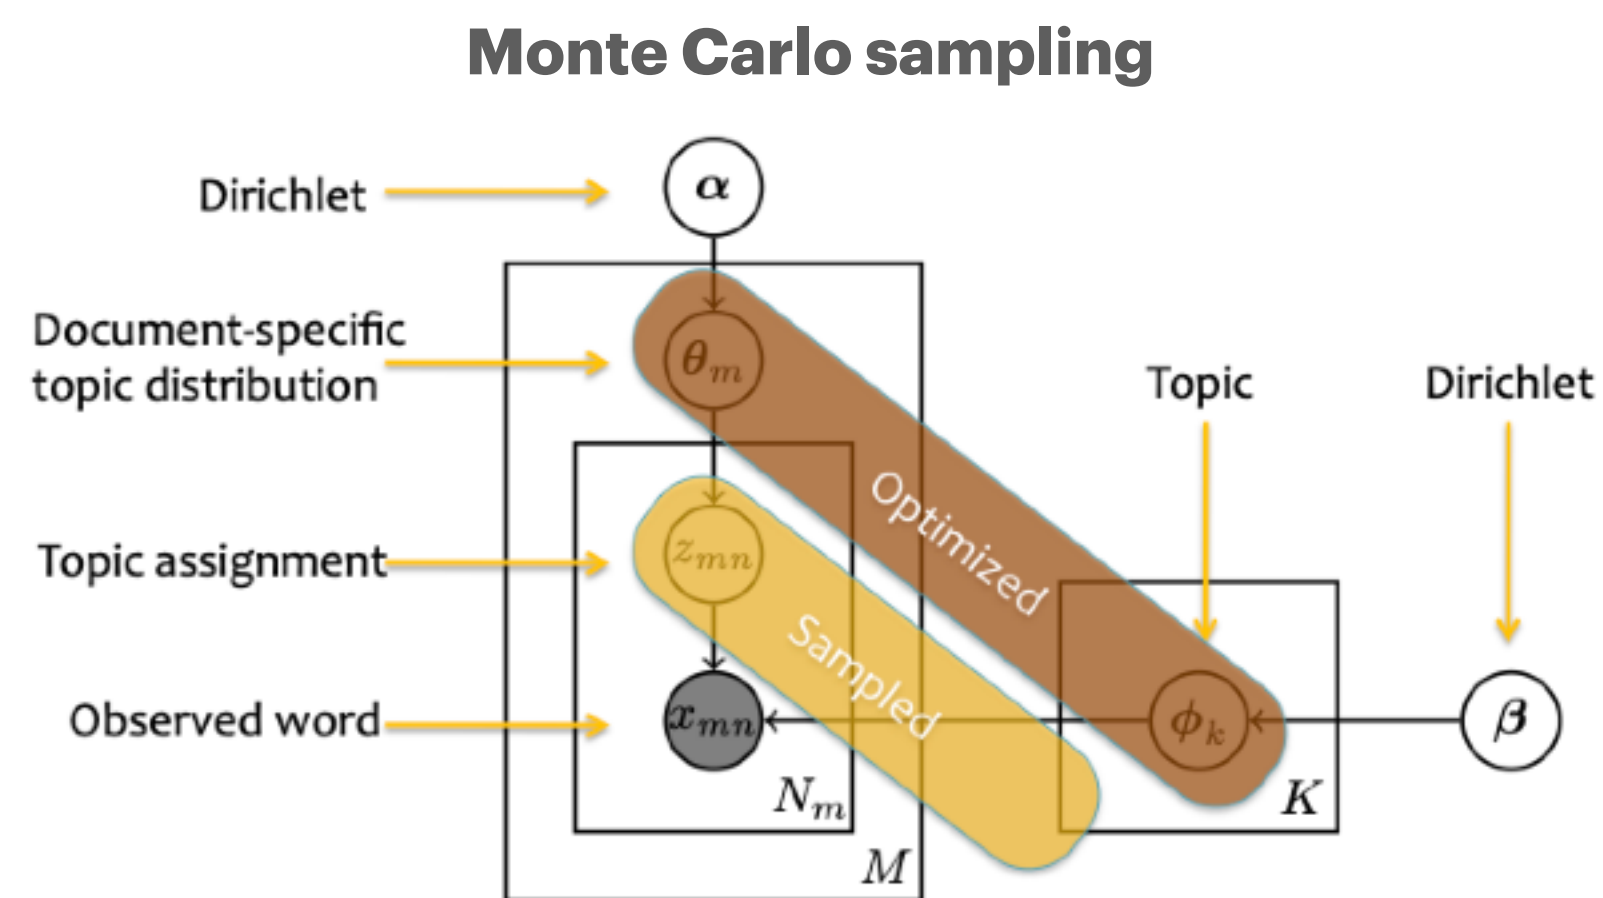 Monte Carlo sampling
Dirichlet
α
Document-specific
topic distribution
θm
Topic
Dirichlet
Optimized
Topic assignment
zmn
Sampled
Observed word
xmn
ϕk
β
Nm
K
M